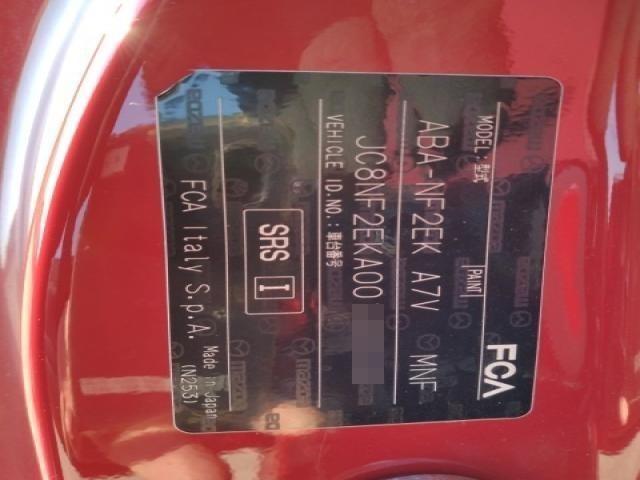 FCA
MODEL:型式 PAINT
ABA-NF2EK A7V MNF
VEHICLE ID.NO.:車台番号
JC8NF2EKA00
SRS I
FCA Italy S.p.A. Made in Japan
(N253)